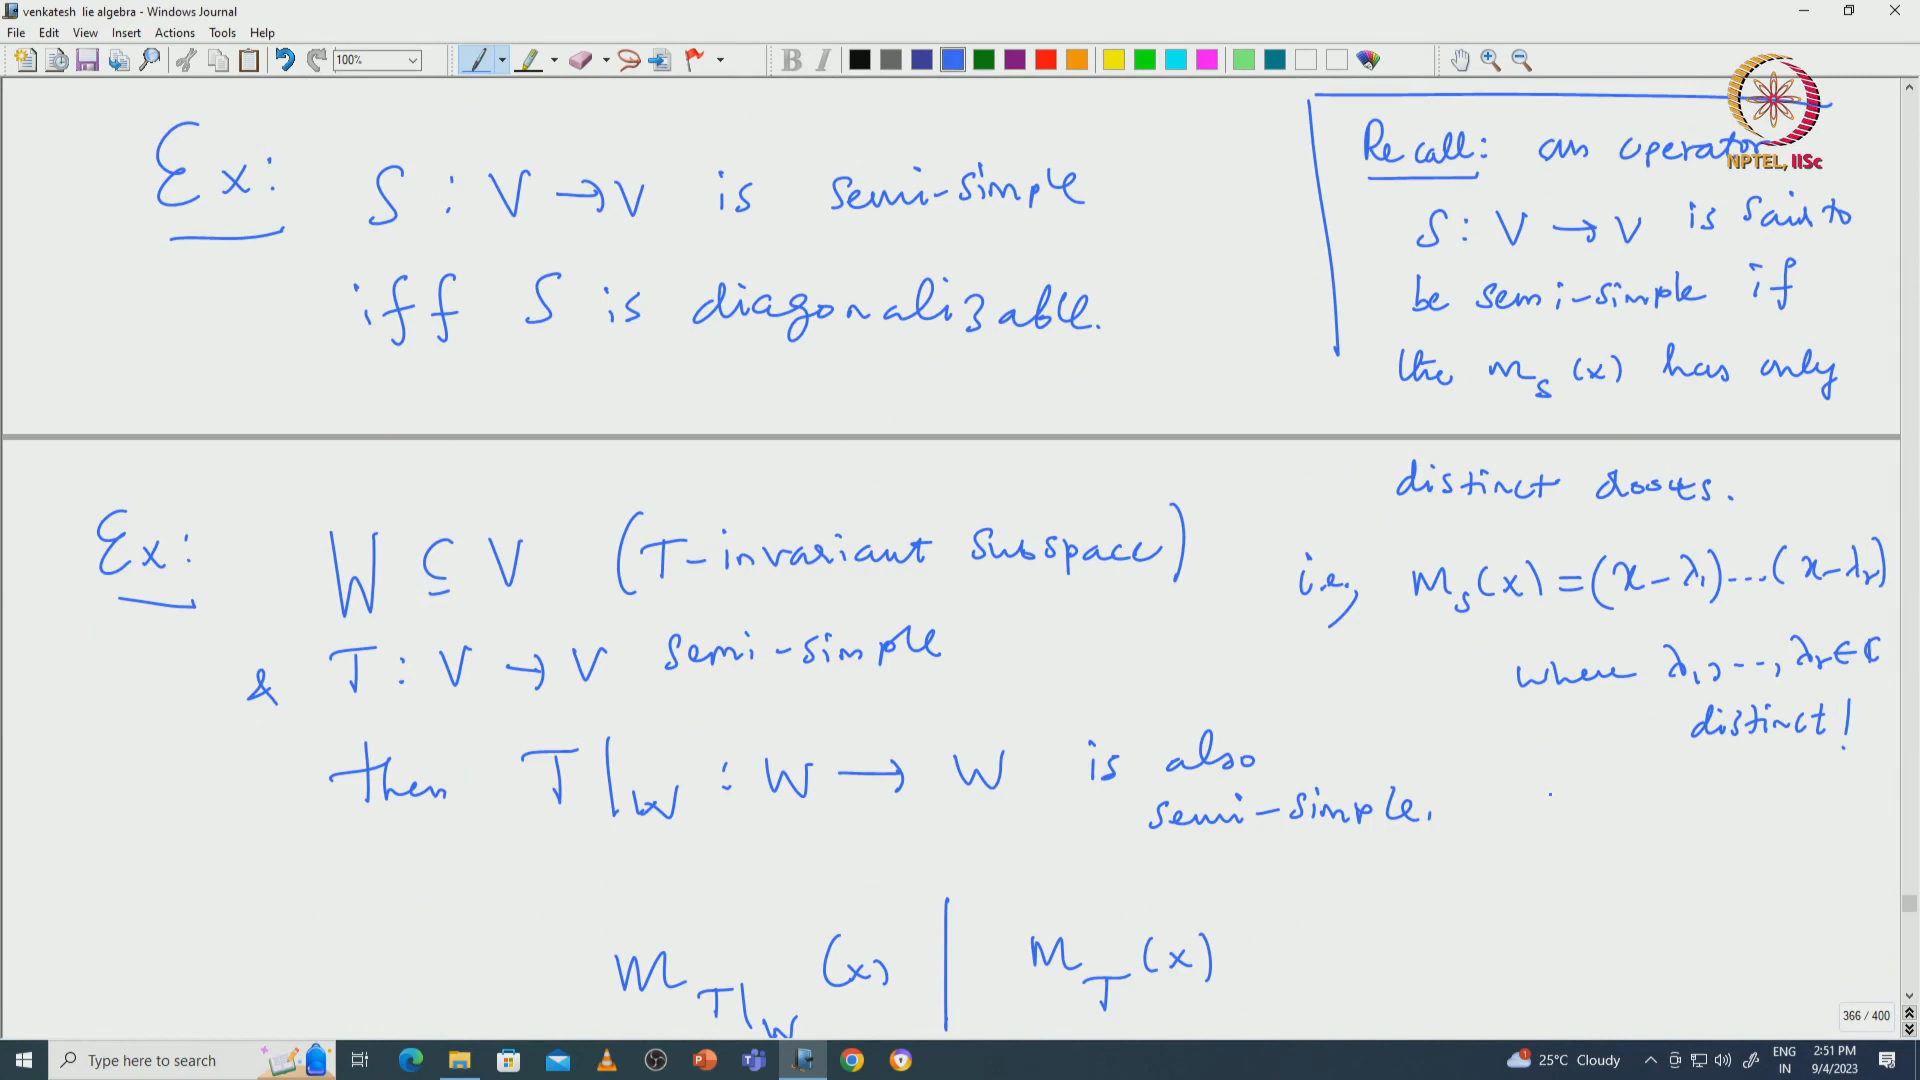 venkatesh lie algebra - Windows Journal
File Edit View Insert Actions Tools Help
100%
B I
NPTEL, IISc
Ex: S : V → V is semi-simple
iff S is diagonalizable.
Recall: an operator
S : V → V is said to
be semi-simple if
the m_S (x) has only
distinct roots.
i.e., m_S (x) = (x-λ₁)...(x-λ_r)
where λ₁, ..., λ_r ∈ ℂ
distinct!
Ex: W ⊆ V (T-invariant subspace)
& T : V → V semi-simple
then T|_W : W → W is also
semi-simple.
m_{T|_W} (x) | m_T (x)
366 / 400
Type here to search
25°C Cloudy
ENG
IN
2:51 PM
9/4/2023